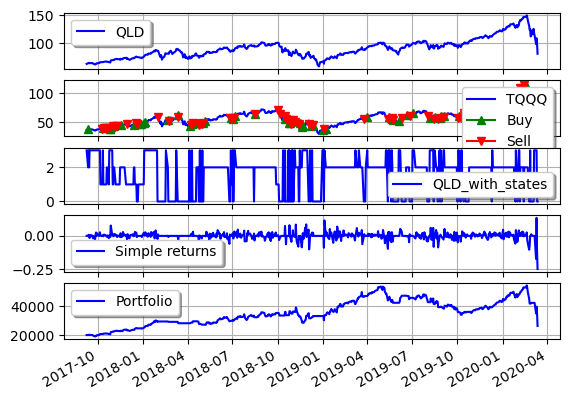 150
QLD
100
100
TQQQ
Buy
50
Sell
2
QLD_with_states
0
0.00
Simple returns
−0.25
Portfolio
40000
20000
2017-10 2018-01 2018-04 2018-07 2018-10 2019-01 2019-04 2019-07 2019-10 2020-01 2020-04